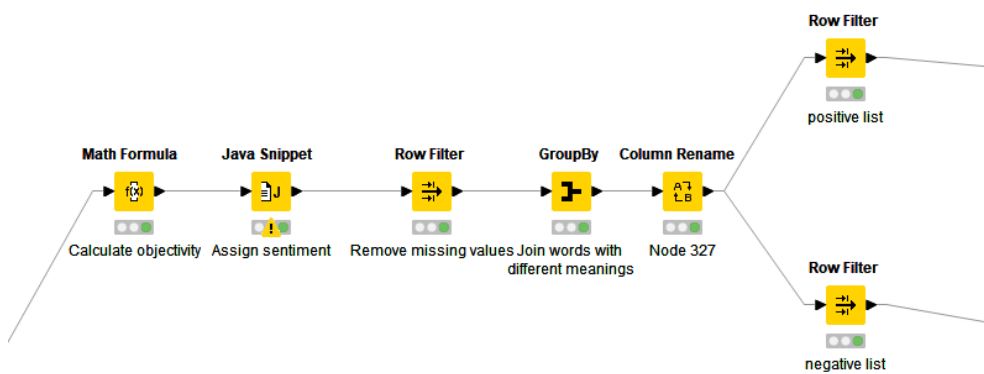 Row Filter
positive list
Math Formula
Java Snippet
Row Filter
GroupBy
Column Rename
f(x)
J
A
B
!
Calculate objectivity
Assign sentiment
Remove missing values
Join words with
different meanings
Node 327
Row Filter
negative list